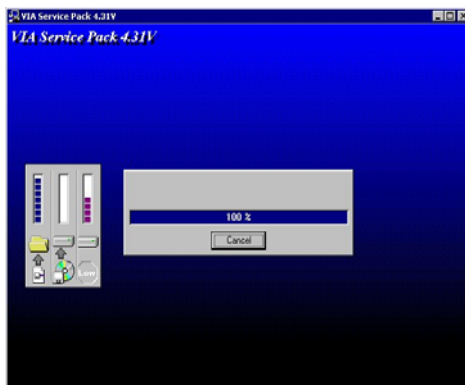 VIA Service Pack 4.31V
VIA Service Pack 4.31V
100 %
Cancel
Low